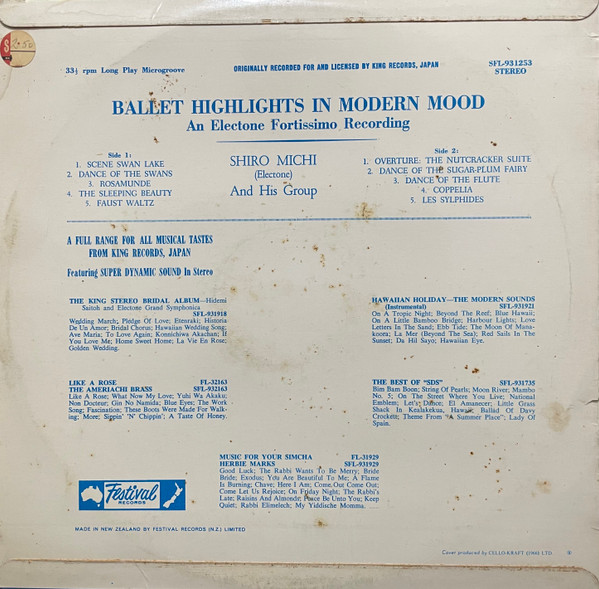 33⅓ rpm Long Play Microgroove
ORIGINALLY RECORDED FOR AND LICENSED BY KING RECORDS, JAPAN
SFL-931253
STEREO
BALLET HIGHLIGHTS IN MODERN MOOD
An Electone Fortissimo Recording
Side 1:
1. SCENE SWAN LAKE
2. DANCE OF THE SWANS
3. ROSAMUNDE
4. THE SLEEPING BEAUTY
5. FAUST WALTZ
SHIRO MICHI
(Electone)
And His Group
Side 2:
1. OVERTURE: THE NUTCRACKER SUITE
2. DANCE OF THE SUGAR-PLUM FAIRY
3. DANCE OF THE FLUTE
4. COPPELIA
5. LES SYLPHIDES
A FULL RANGE FOR ALL MUSICAL TASTES
FROM KING RECORDS, JAPAN
Featuring SUPER DYNAMIC SOUND In Stereo
THE KING STEREO BRIDAL ALBUM—Hidemi
Saitoh and Electone Grand Symphonica
SFL-931918
Wedding March; Pledge Of Love; Etenraki; Historia
De Un Amor; Bridal Chorus; Hawaiian Wedding Song;
Ave Maria; To Love Again; Konnichiwa Akachan; If
You Love Me; Home Sweet Home; La Vie En Rose;
Golden Wedding.
HAWAIIAN HOLIDAY—THE MODERN SOUNDS
(Instrumental) SFL-931921
On A Tropic Night; Beyond The Reef; Blue Hawaii;
On A Little Bamboo Bridge; Harbour Lights; Love
Letters In The Sand; Ebb Tide; The Moon Of Mana-
koora; La Mer (Beyond The Sea); Red Sails In The
Sunset; Da Hil Sayo; Hawaiian Eye.
LIKE A ROSE FL-32163
THE AMERIACHI BRASS SFL-932163
Like A Rose; What Now My Love; Yuhi Wa Akaku;
Non Docteur; Gin No Namida; Blue Eyes; The Work
Song; Fascination; These Boots Were Made For Walk-
ing; More; Sippin' 'N' Chippin'; A Taste Of Honey.
THE BEST OF "SDS" SFL-931735
Bim Bam Boon; String Of Pearls; Moon River; Mambo
No. 5; On The Street Where You Live; National
Emblem; Let's Dance; El Amanecer; Little Grass
Shack In Kealakekua, Hawaii; Ballad Of Davy
Crockett; Theme From "A Summer Place"; Lady Of
Spain.
MUSIC FOR YOUR SIMCHA FL-31929
HERBIE MARKS SFL-931929
Good Luck; The Rabbi Wants To Be Merry; Bride
Bride; Exodus; You Are Beautiful To Me; A Flame
Is Burning; Chave; Here I Am; Come Out Come Out;
Come Let Us Rejoice; On Friday Night; The Rabbi's
Late; Raisins And Almonds; Peace Be Unto You; Keep
Quiet; Rabbi Elimelech; My Yiddische Momma.
Festival
RECORDS
MADE IN NEW ZEALAND BY FESTIVAL RECORDS (N.Z.) LIMITED
Cover produced by CELLO-KRAFT (1966) LTD.